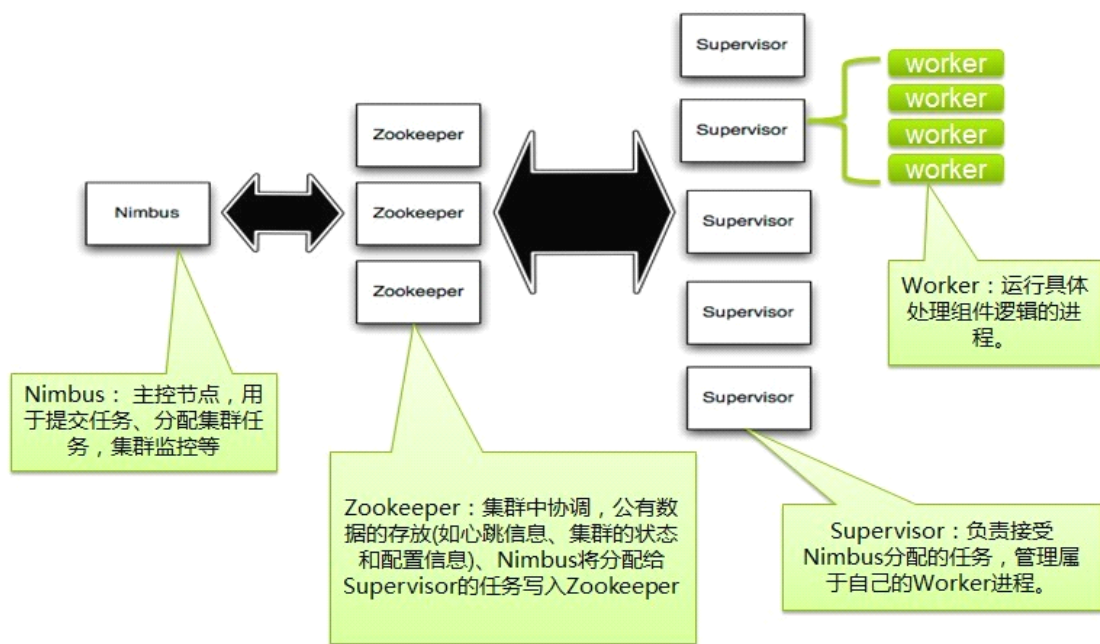 Supervisor
worker
worker
worker
worker
Supervisor
Zookeeper
Nimbus
Zookeeper
Supervisor
Zookeeper
Supervisor
Supervisor
Worker：运行具体
处理组件逻辑的进
程。
Nimbus： 主控节点，用
于提交任务、分配集群任
务，集群监控等
Zookeeper：集群中协调，公有数
据的存放(如心跳信息、集群的状态
和配置信息)、Nimbus将分配给
Supervisor的任务写入Zookeeper
Supervisor：负责接受
Nimbus分配的任务，管理属
于自己的Worker进程。